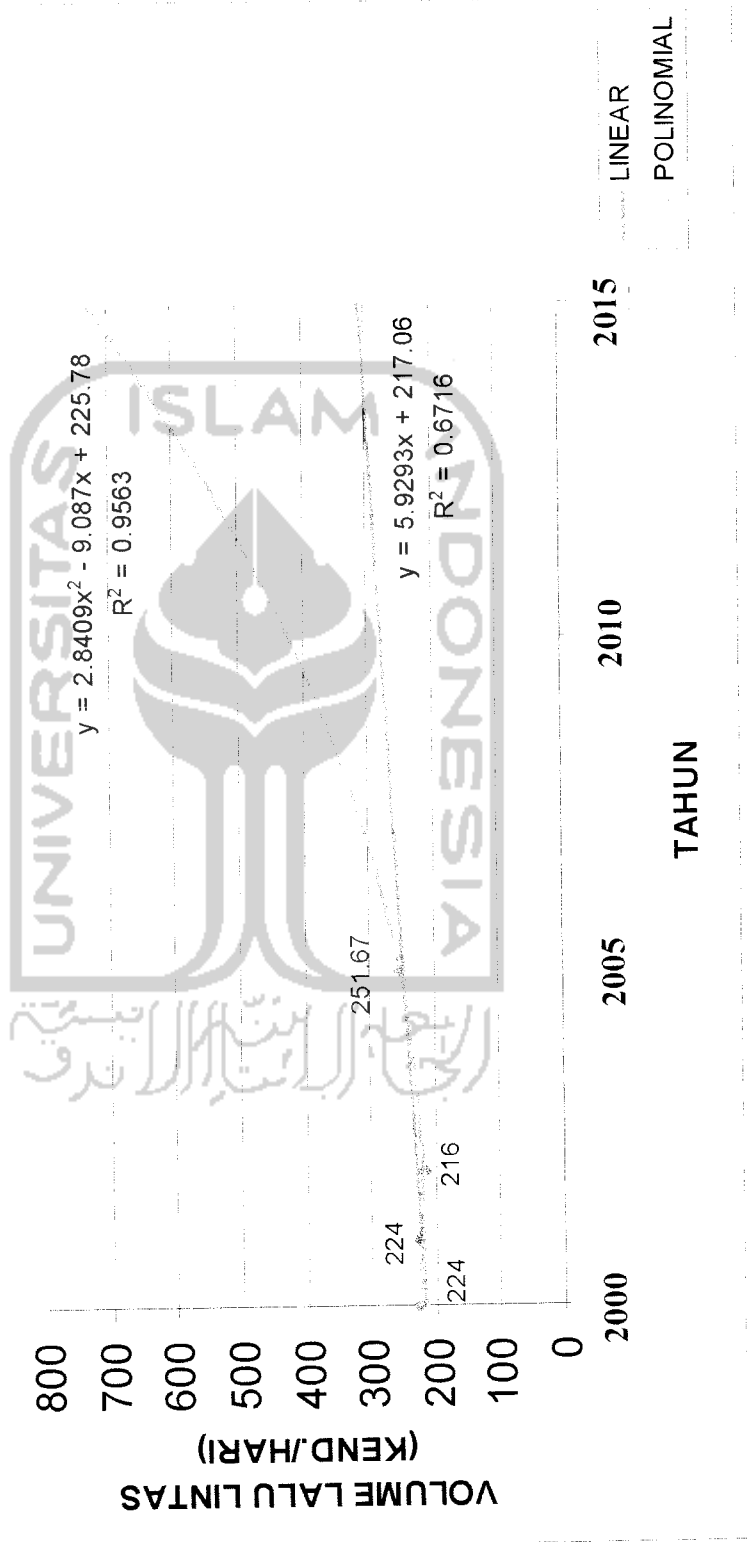 VOLUME LALU LINTAS
(KEND./HARI)
800
700
600
500
400
300
200
100
0
224
224
216
251.67
y = 2.8409x² - 9.087x + 225.78
R² = 0.9563
y = 5.9293x + 217.06
R² = 0.6716
2000
2005
2010
2015
TAHUN
LINEAR
POLINOMIAL
UNIVERSITAS
ISLAM
INDONESIA